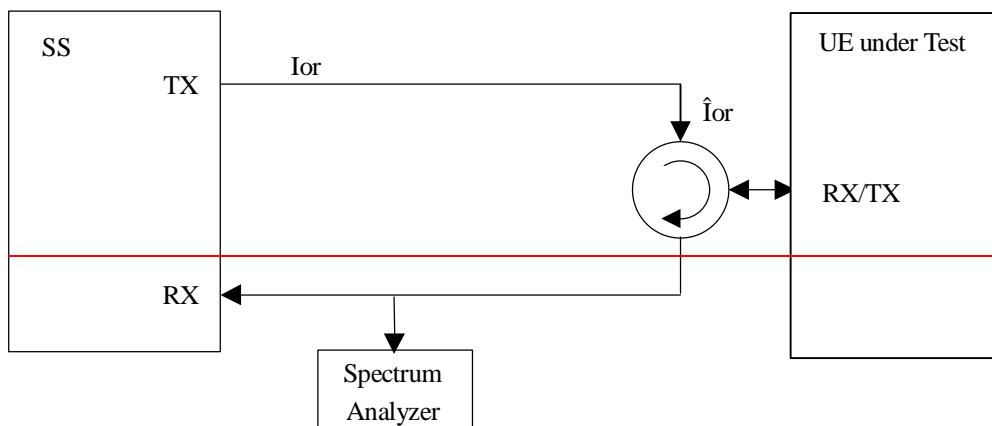 SS
UE under Test
TX
Ior
Îor
RX/TX
RX
Spectrum
Analyzer